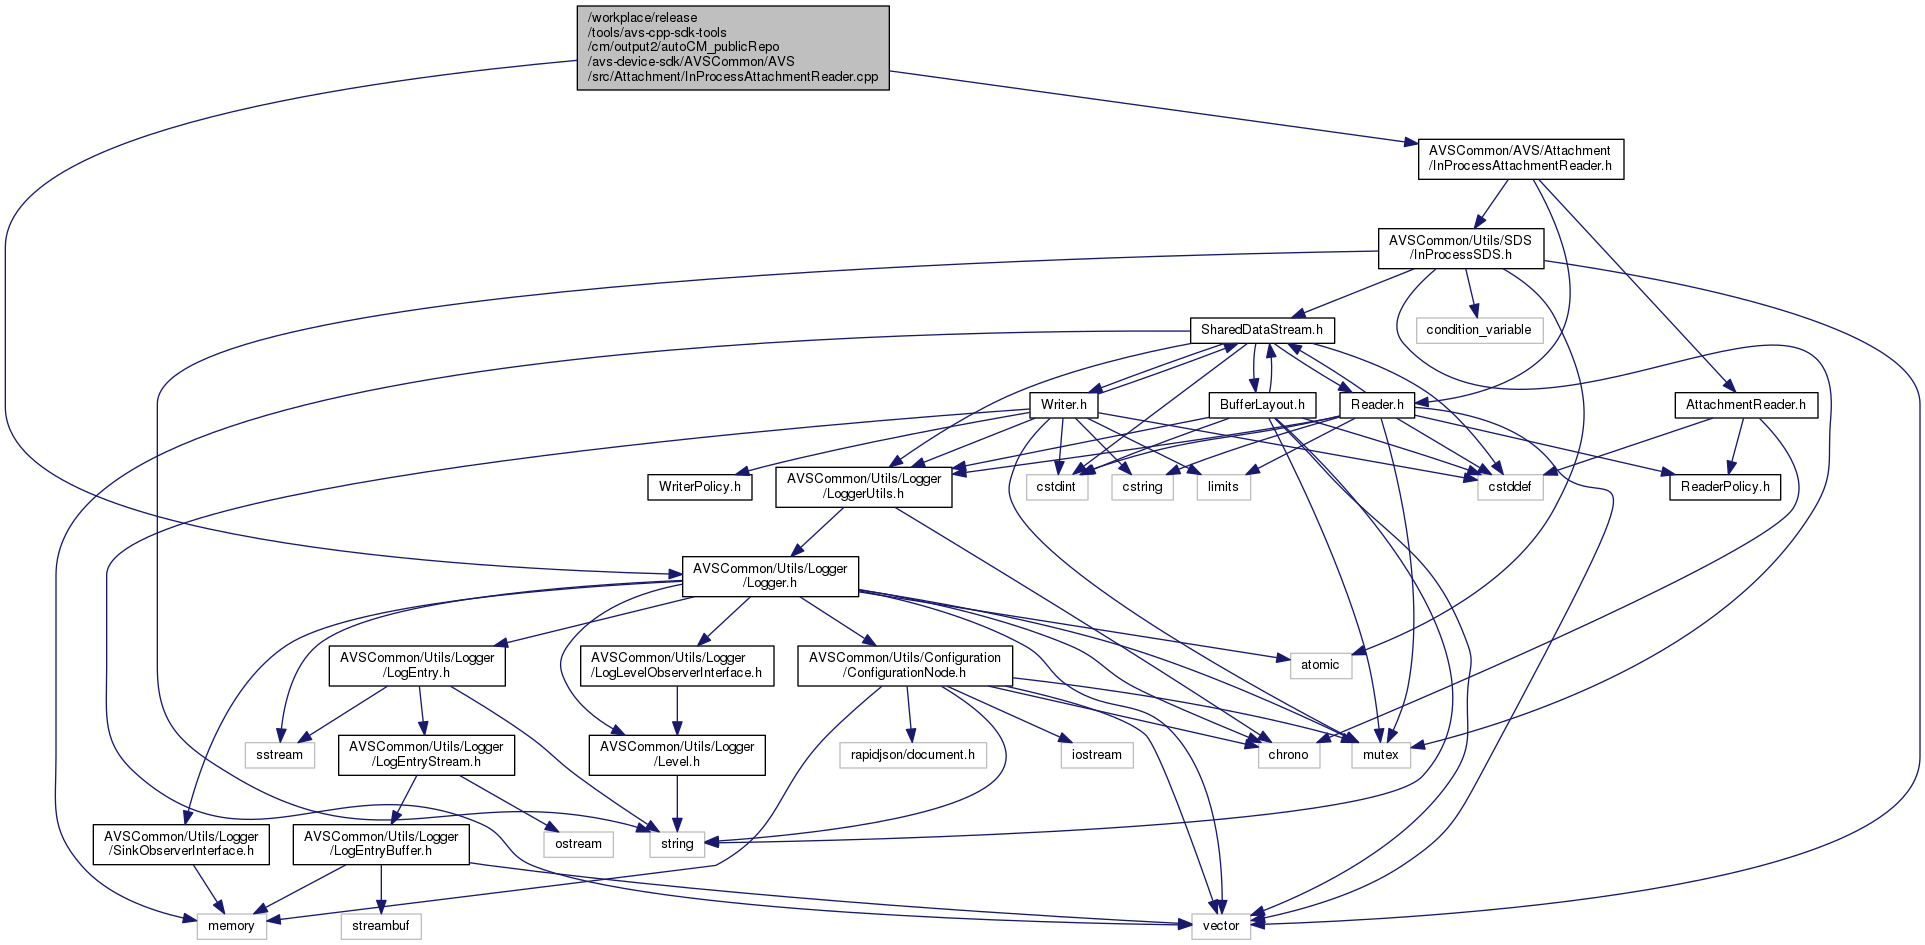 /workplace/release
/tools/avs-cpp-sdk-tools
/cm/output2/autoCM_publicRepo
/avs-device-sdk/AVSCommon/AVS
/src/Attachment/InProcessAttachmentReader.cpp
AVSCommon/AVS/Attachment
/InProcessAttachmentReader.h
AVSCommon/Utils/SDS
/InProcessSDS.h
SharedDataStream.h
condition_variable
Writer.h
BufferLayout.h
Reader.h
AttachmentReader.h
WriterPolicy.h
AVSCommon/Utils/Logger
/LoggerUtils.h
cstdint
cstring
limits
cstddef
ReaderPolicy.h
AVSCommon/Utils/Logger
/Logger.h
AVSCommon/Utils/Logger
/LogEntry.h
AVSCommon/Utils/Logger
/LogLevelObserverInterface.h
AVSCommon/Utils/Configuration
/ConfigurationNode.h
atomic
sstream
AVSCommon/Utils/Logger
/LogEntryStream.h
AVSCommon/Utils/Logger
/Level.h
rapidjson/document.h
iostream
chrono
mutex
AVSCommon/Utils/Logger
/SinkObserverInterface.h
AVSCommon/Utils/Logger
/LogEntryBuffer.h
ostream
string
memory
streambuf
vector